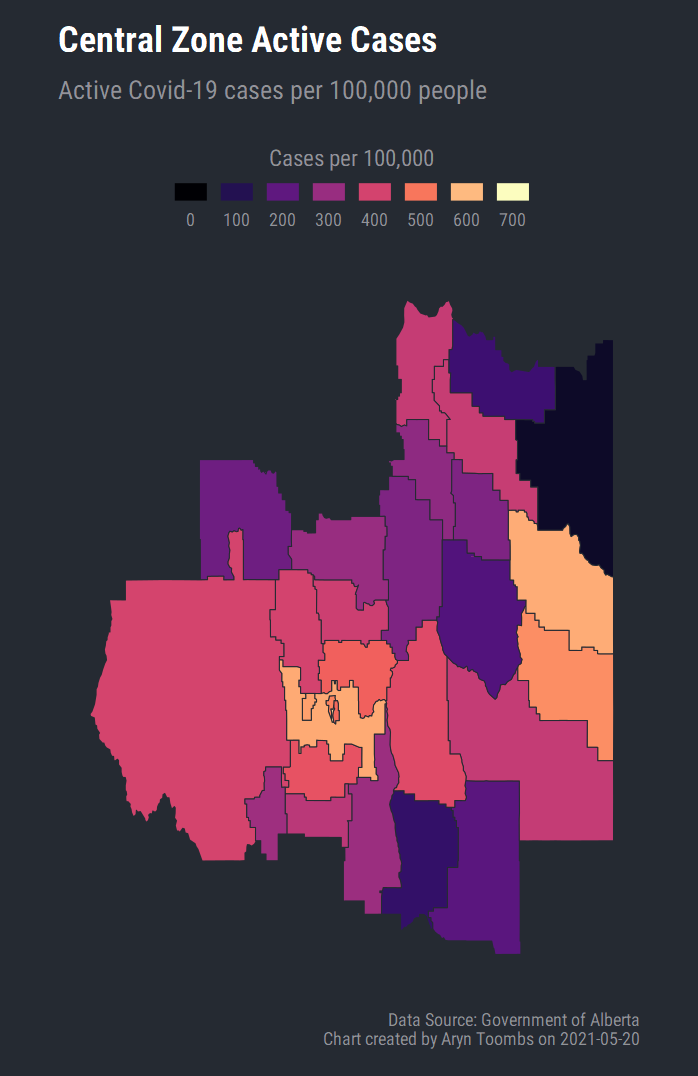 Central Zone Active Cases
Active Covid-19 cases per 100,000 people
Cases per 100,000
0 100 200 300 400 500 600 700
Data Source: Government of Alberta
Chart created by Aryn Toombs on 2021-05-20